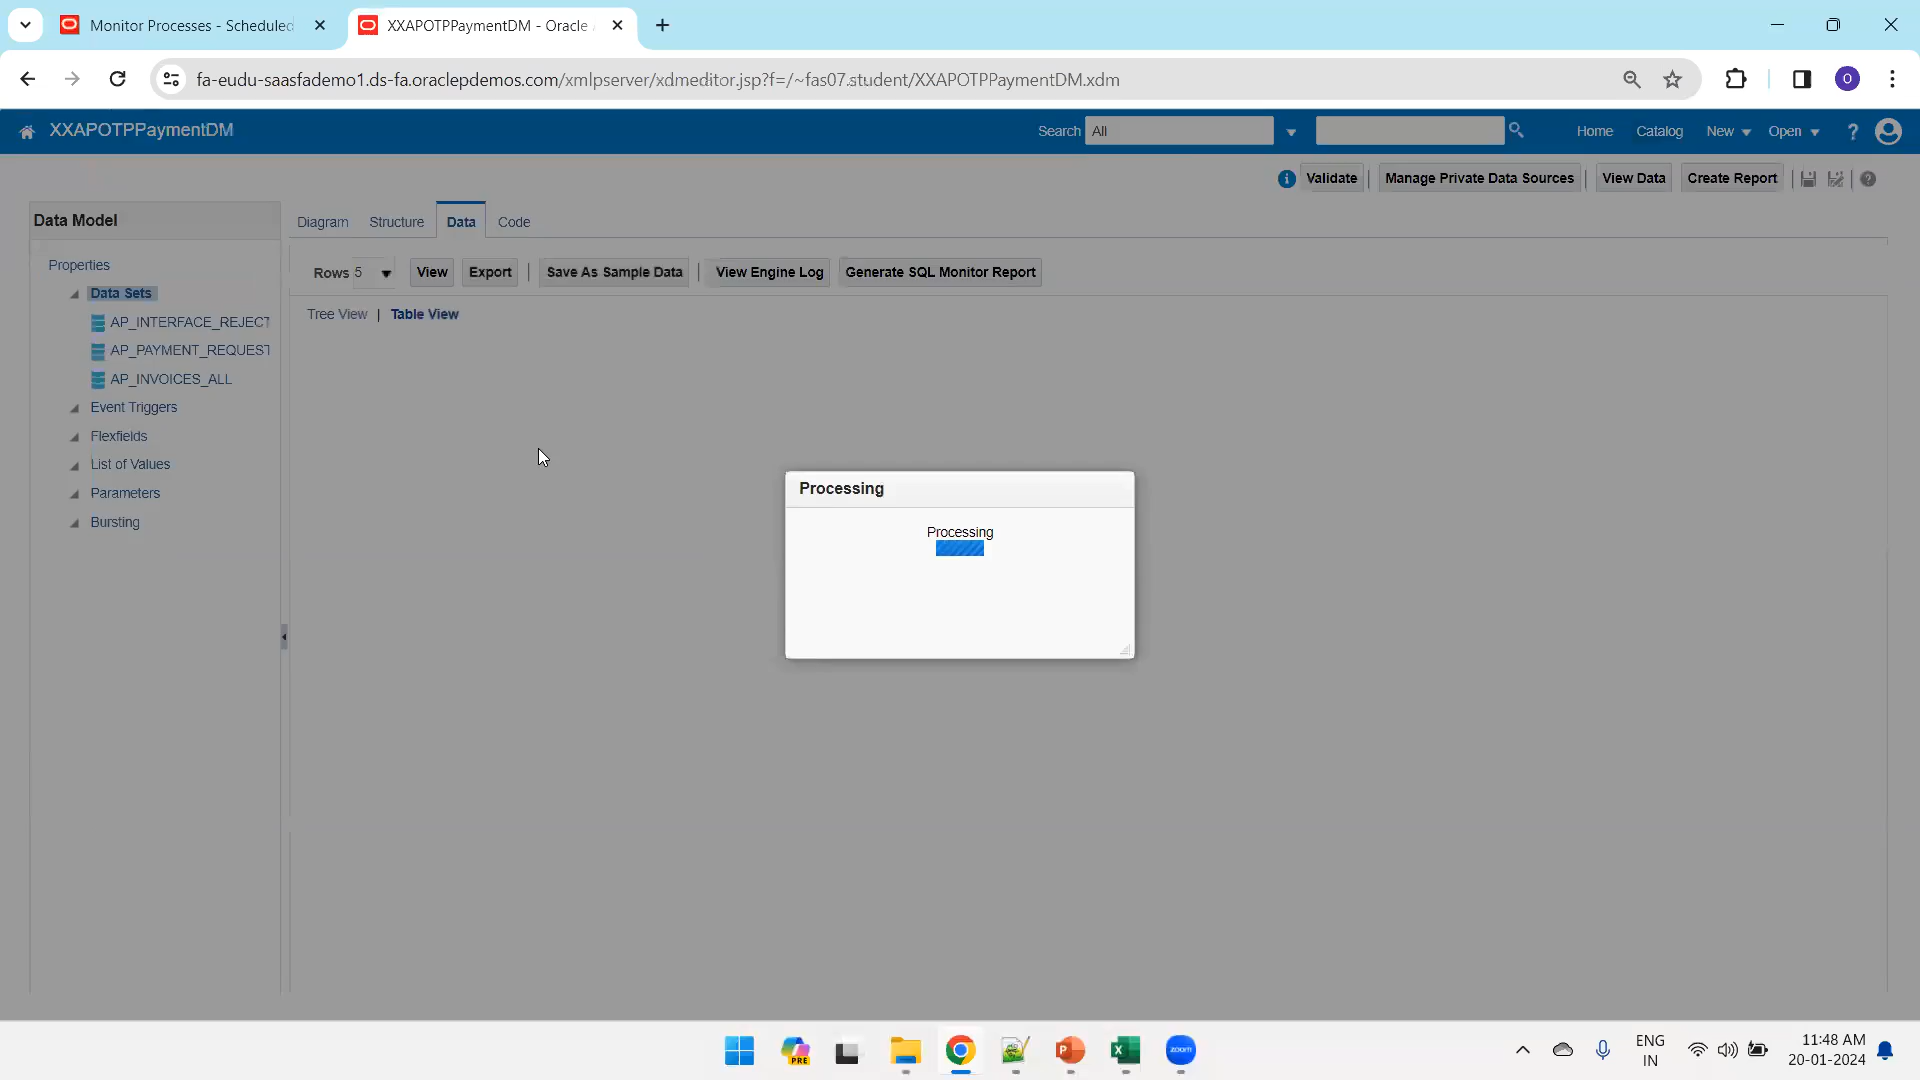 Monitor Processes - Scheduled
XXAPOTPPaymentDM - Oracle
fa-eudu-saasfademo1.ds-fa.oraclepdemos.com/xmlpserver/xdmeditor.jsp?f=/~fas07.student/XXAPOTPPaymentDM.xdm
O
XXAPOTPPaymentDM
Search All
Home Catalog New Open ?
Validate Manage Private Data Sources View Data Create Report
Data Model
Diagram Structure Data Code
Properties
Rows 5 View Export | Save As Sample Data | View Engine Log Generate SQL Monitor Report
Data Sets
Tree View | Table View
AP_INTERFACE_REJECT
AP_PAYMENT_REQUEST
AP_INVOICES_ALL
Event Triggers
Flexfields
List of Values
Parameters
Bursting
Processing
Processing
PRE
zoom
ENG
IN
11:48 AM
20-01-2024